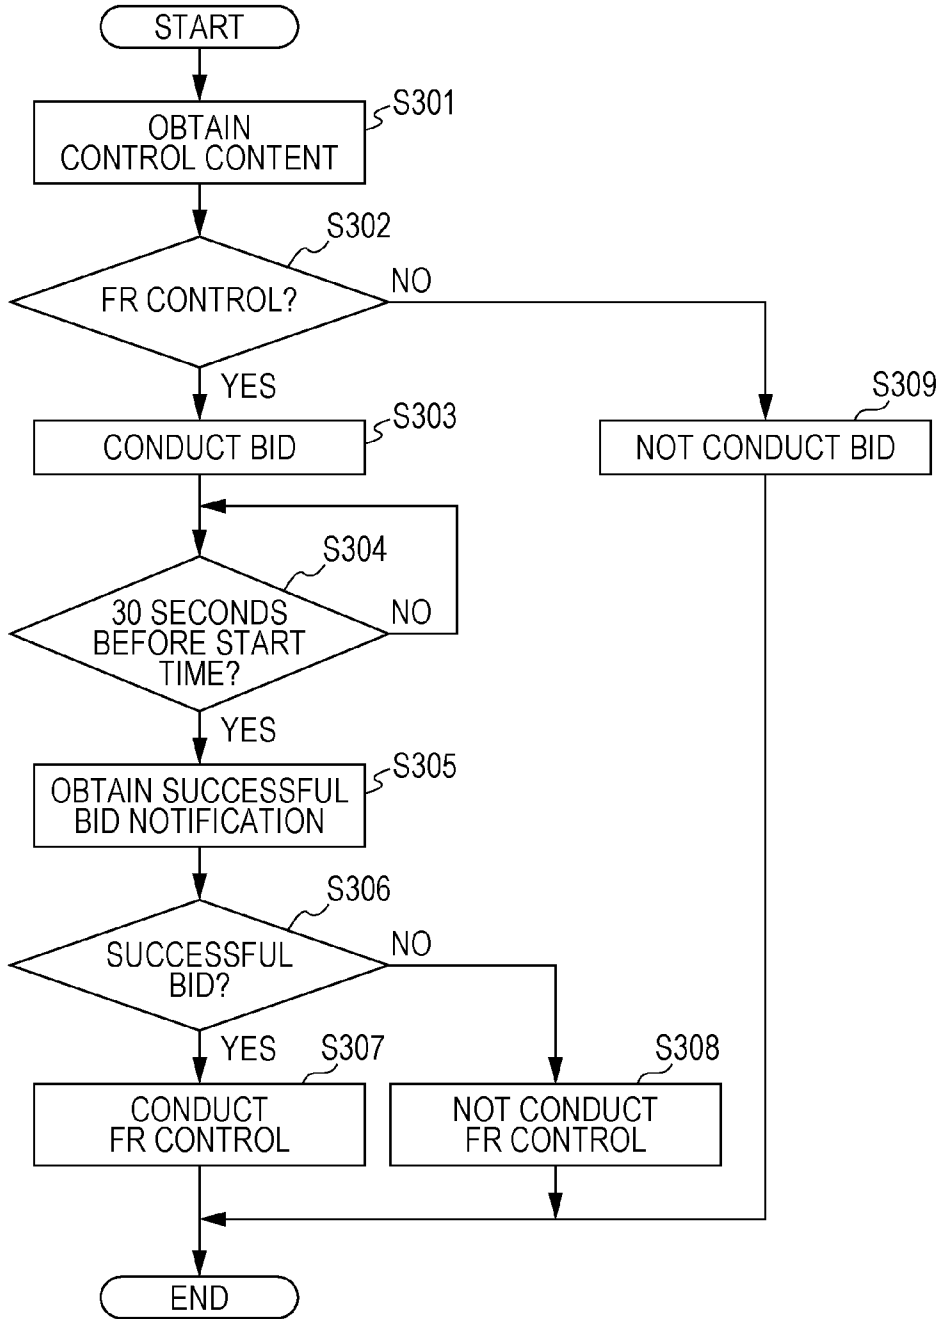 START
S301
OBTAIN
CONTROL CONTENT
S302
FR CONTROL?
NO
YES
S303
CONDUCT BID
S309
NOT CONDUCT BID
S304
30 SECONDS
BEFORE START
TIME?
NO
YES
S305
OBTAIN SUCCESSFUL
BID NOTIFICATION
S306
SUCCESSFUL
BID?
NO
YES
S307
CONDUCT
FR CONTROL
S308
NOT CONDUCT
FR CONTROL
END